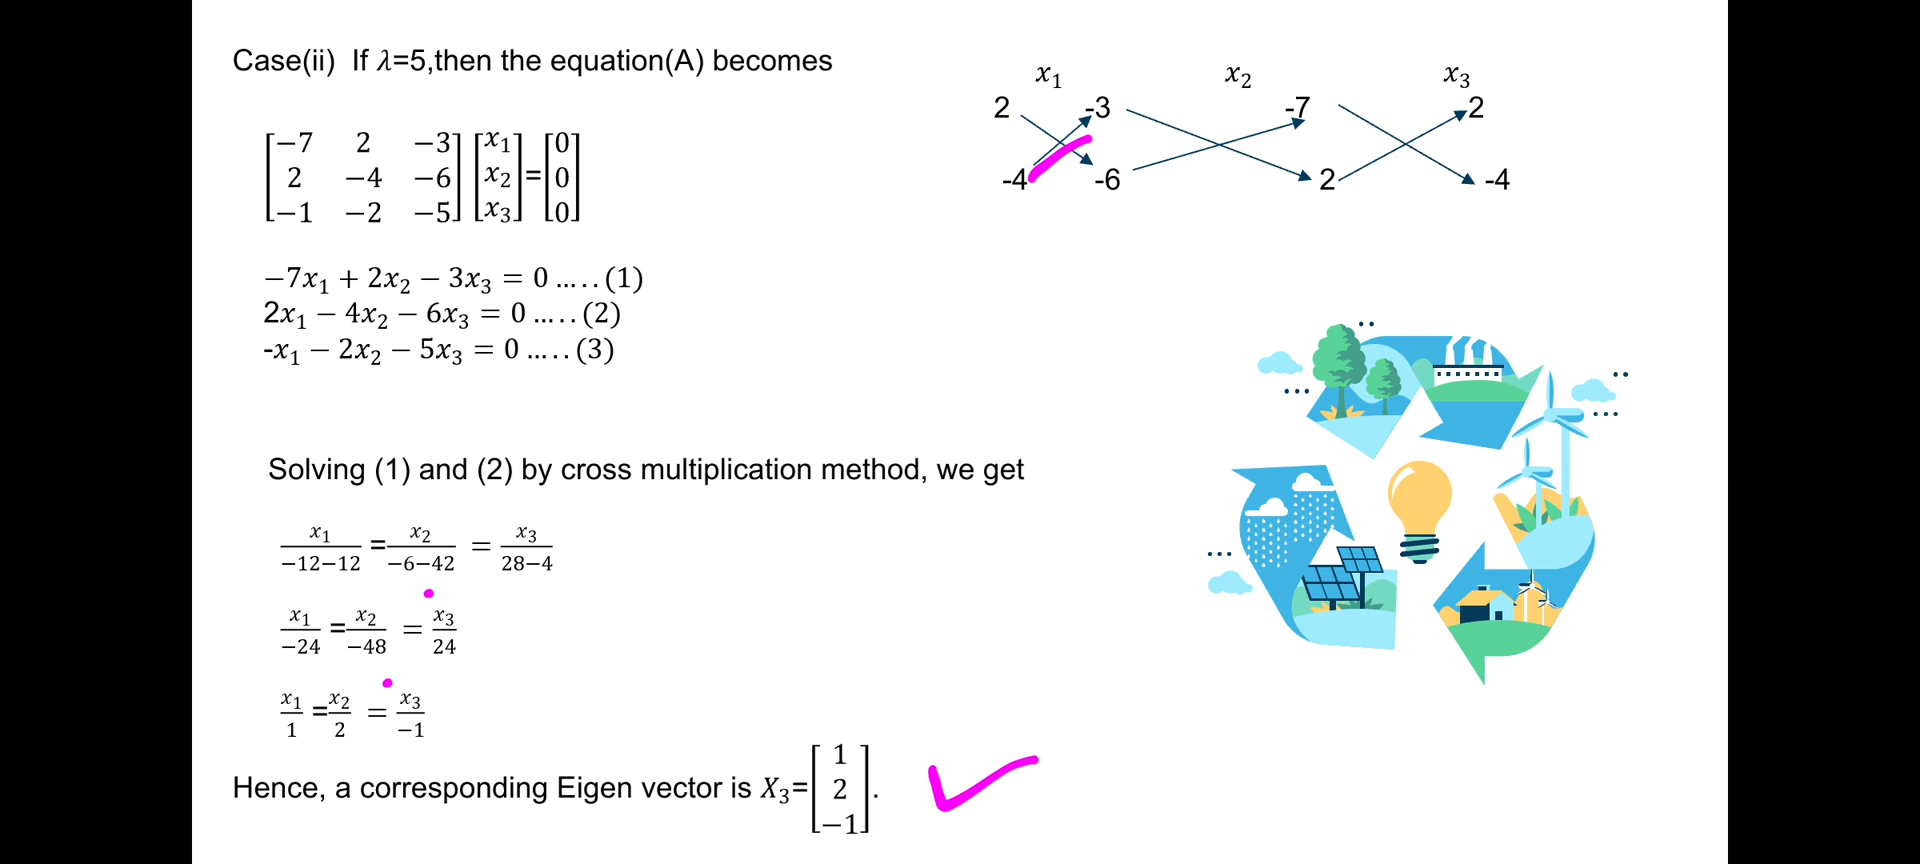 Case(ii) If λ=5,then the equation(A) becomes
x₁ x₂ x₃
2 -3 -7 2
-4 -6 2 -4
[−7 2 −3] [x₁] [0]
[2 −4 −6] [x₂]=[0]
[−1 −2 −5] [x₃] [0]
−7x₁ + 2x₂ − 3x₃ = 0 ..... (1)
2x₁ − 4x₂ − 6x₃ = 0 ..... (2)
-x₁ − 2x₂ − 5x₃ = 0 ..... (3)
Solving (1) and (2) by cross multiplication method, we get
x₁/(−12−12) = x₂/(−6−42) = x₃/(28−4)
x₁/−24 = x₂/−48 = x₃/24
x₁/1 = x₂/2 = x₃/−1
Hence, a corresponding Eigen vector is X₃=[1 2 −1].